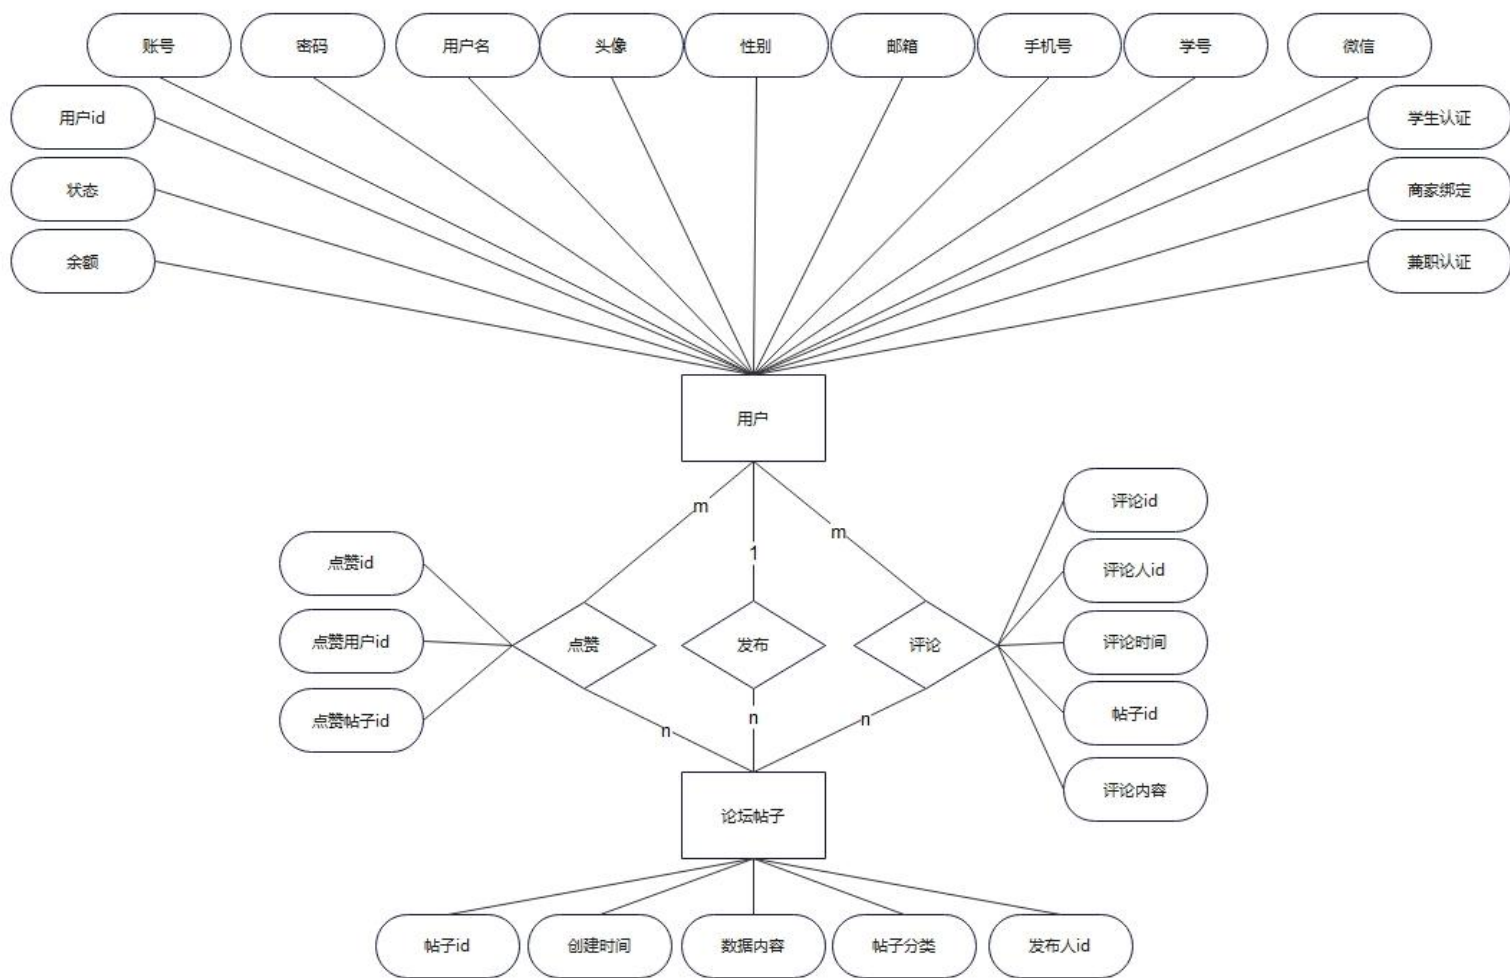 账号
密码
用户名
头像
性别
邮箱
手机号
学号
微信
用户id
学生认证
状态
商家绑定
余额
兼职认证
用户
m
1
m
评论id
点赞id
评论人id
点赞用户id
点赞
发布
评论
评论时间
点赞帖子id
n
n
n
帖子id
评论内容
论坛帖子
帖子id
创建时间
数据内容
帖子分类
发布人id